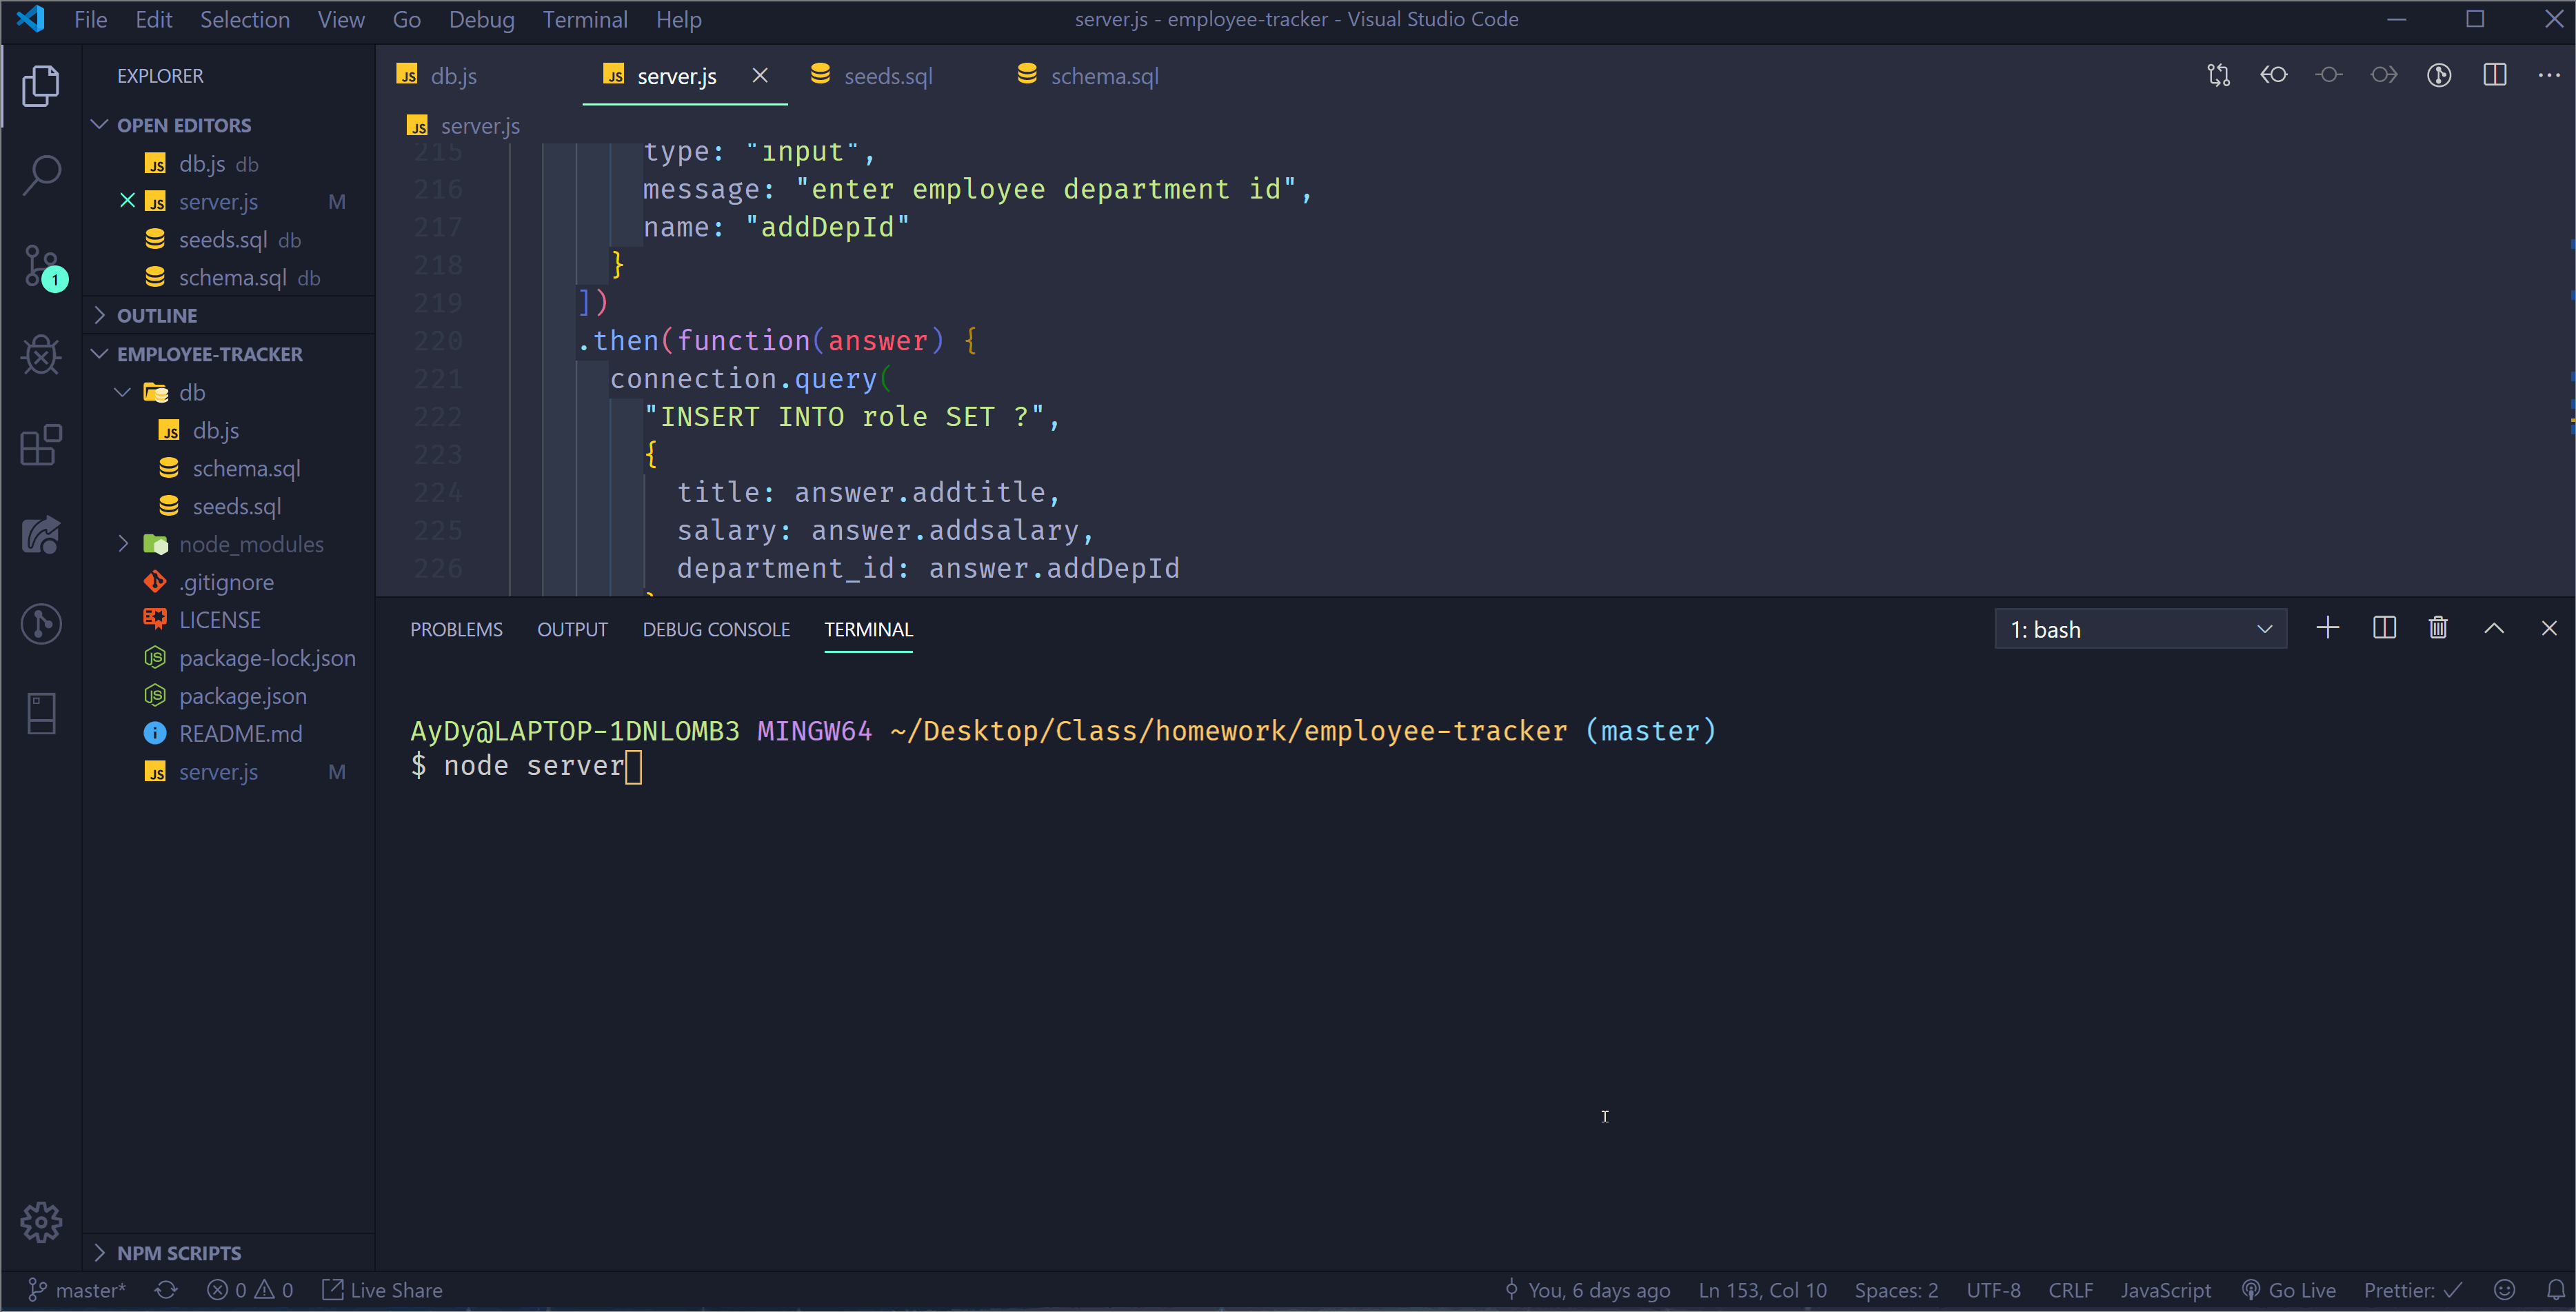 File Edit Selection View Go Debug Terminal Help
server.js - employee-tracker - Visual Studio Code
EXPLORER
OPEN EDITORS
db.js db
server.js M
seeds.sql db
schema.sql db
OUTLINE
EMPLOYEE-TRACKER
db
db.js
schema.sql
seeds.sql
node_modules
.gitignore
LICENSE
package-lock.json
package.json
README.md
server.js M
NPM SCRIPTS
1
db.js server.js seeds.sql schema.sql
server.js
215 type: "input",
216 message: "enter employee department id",
217 name: "addDepId"
218 }
219 ])
220 .then(function(answer) {
221 connection.query(
222 "INSERT INTO role SET ?",
223 {
224 title: answer.addtitle,
225 salary: answer.addsalary,
226 department_id: answer.addDepId
PROBLEMS OUTPUT DEBUG CONSOLE TERMINAL
1: bash
AyDy@LAPTOP-1DNLOMB3 MINGW64 ~/Desktop/Class/homework/employee-tracker (master)
$ node server
master* 0 0 Live Share
You, 6 days ago Ln 153, Col 10 Spaces: 2 UTF-8 CRLF JavaScript Go Live Prettier: ✓